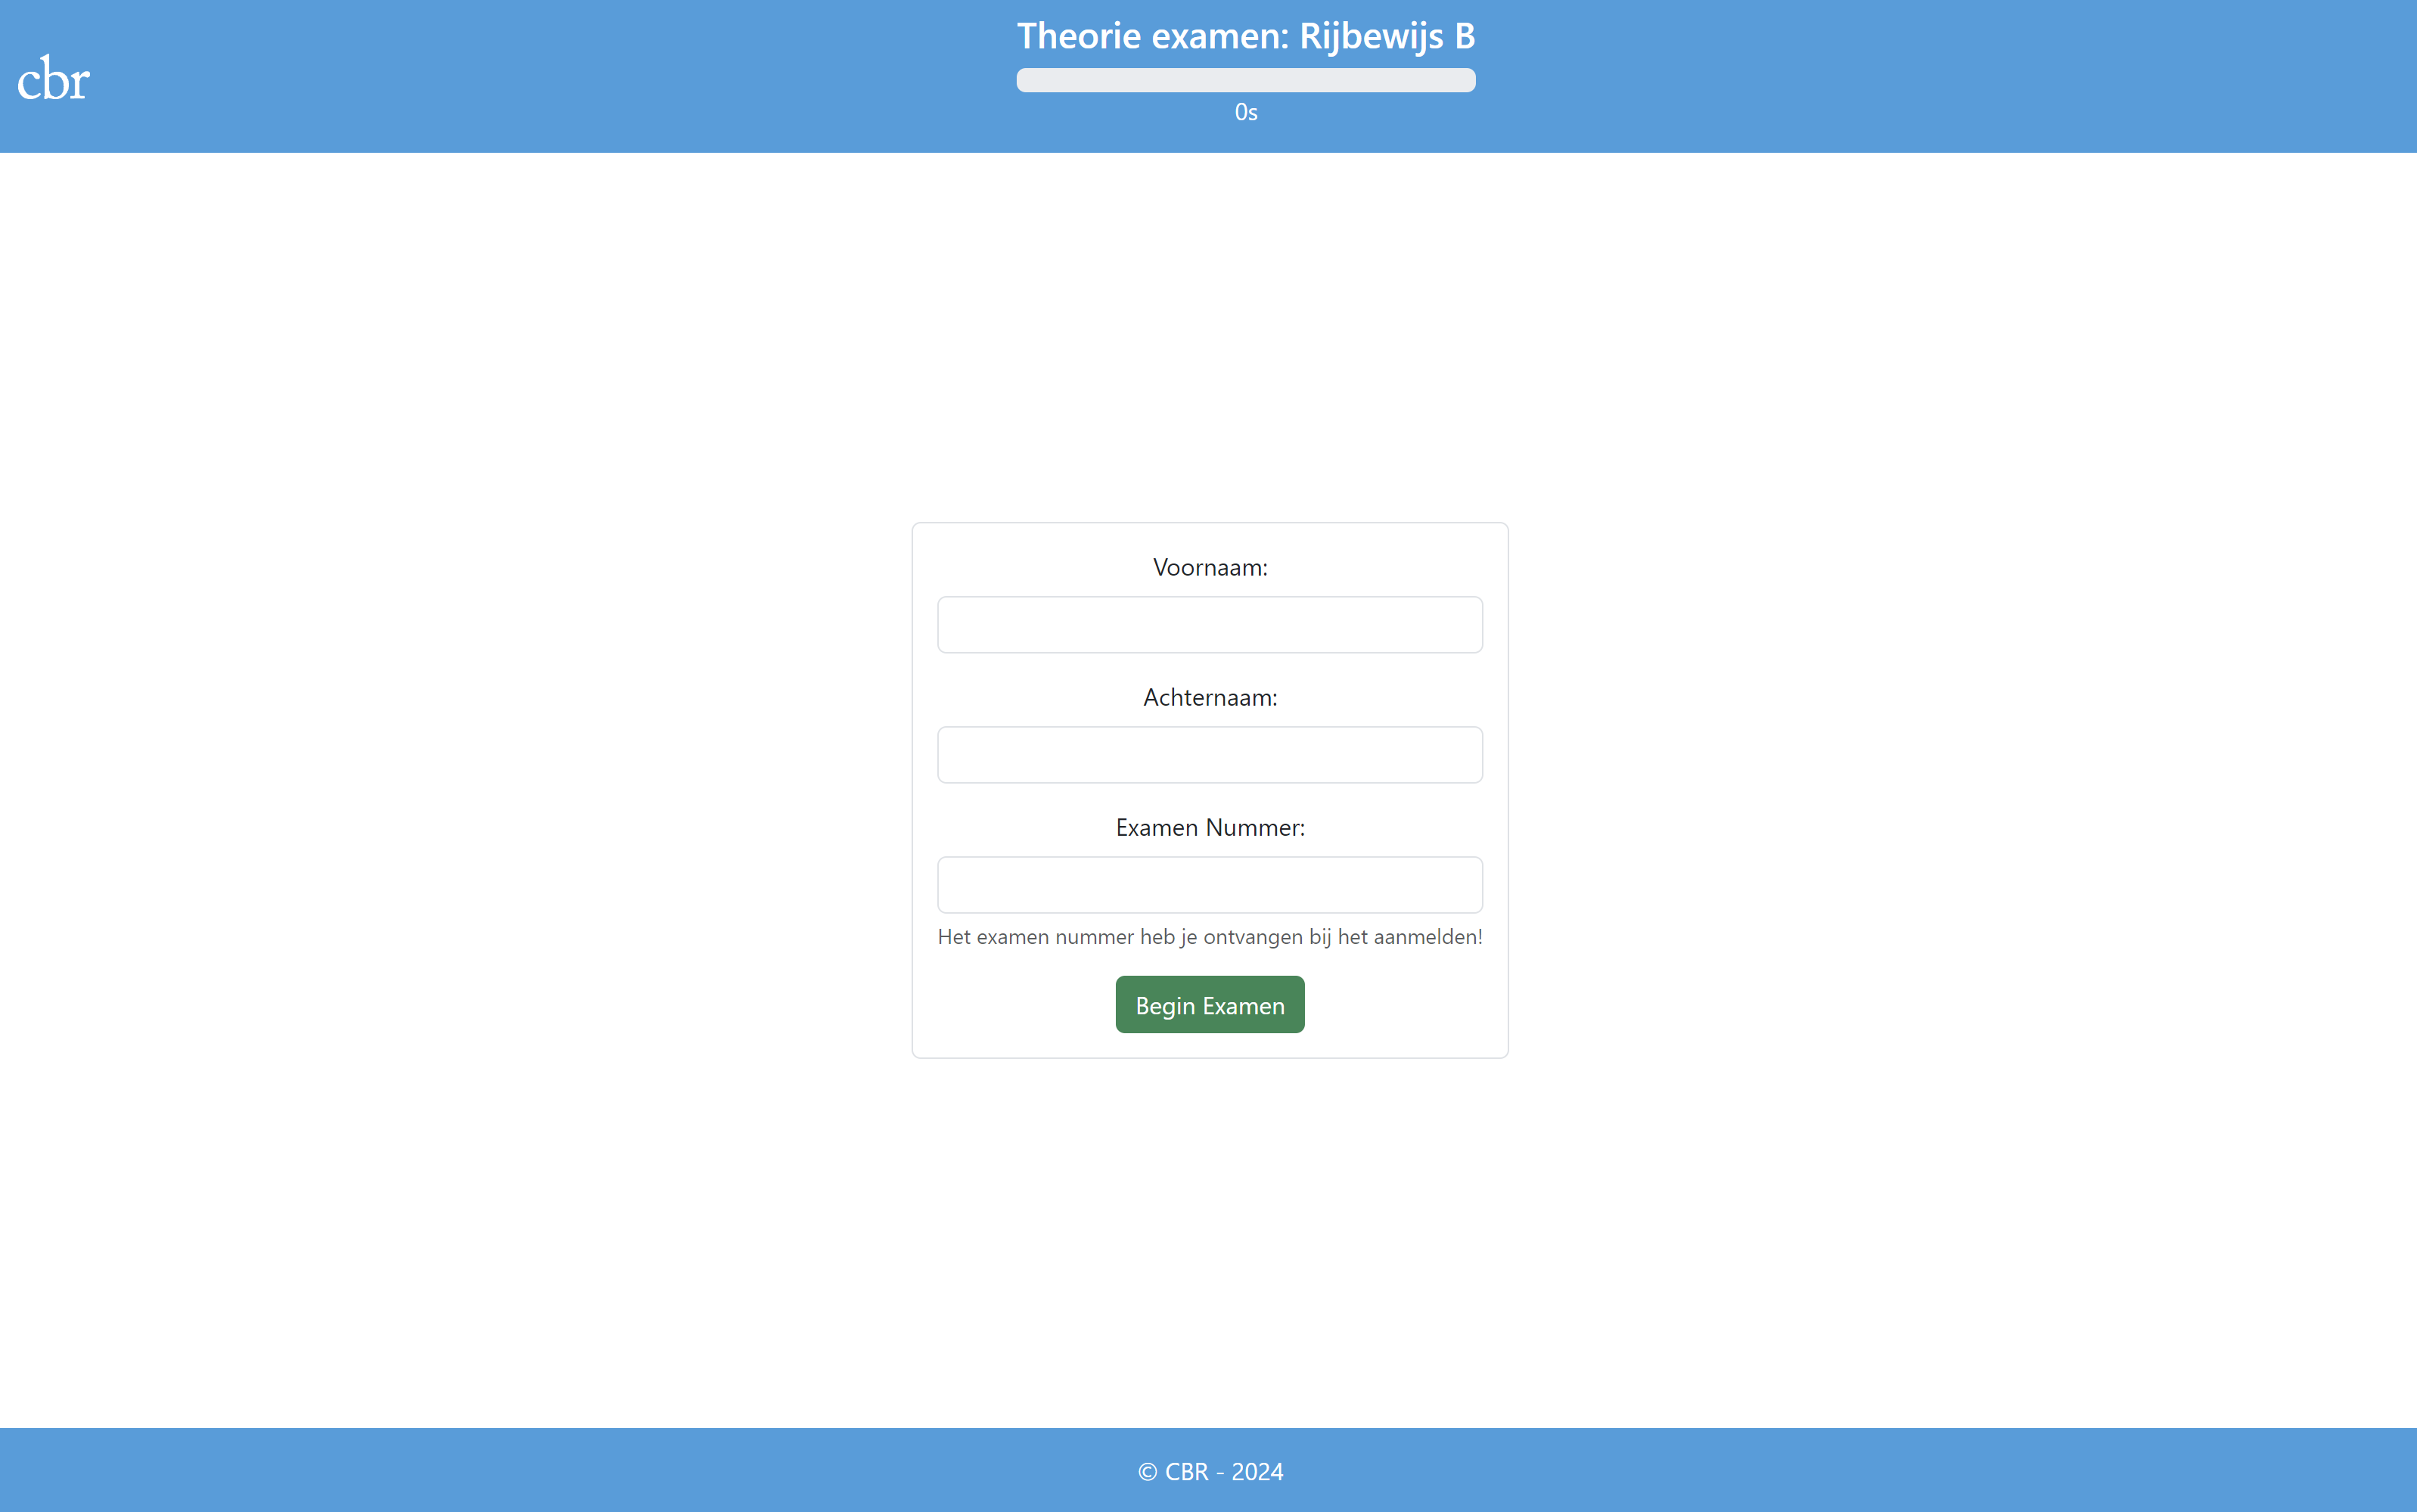 cbr
Theorie examen: Rijbewijs B
0s
Voornaam:
Achternaam:
Examen Nummer:
Het examen nummer heb je ontvangen bij het aanmelden!
Begin Examen
© CBR - 2024